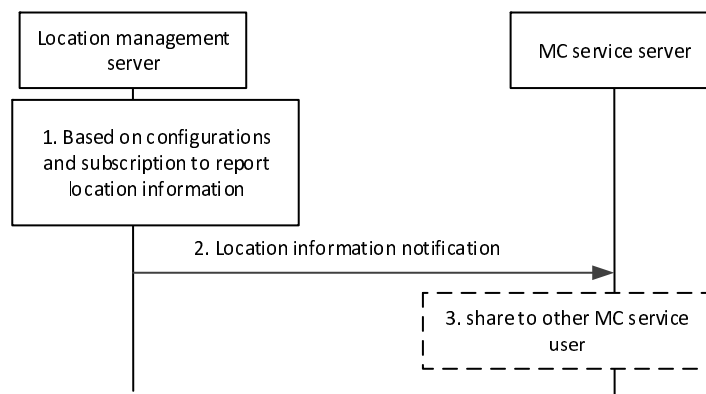 Location management
server
MC service server
1. Based on configurations
and subscription to report
location information
2. Location information notification
3. share to other MC service
user